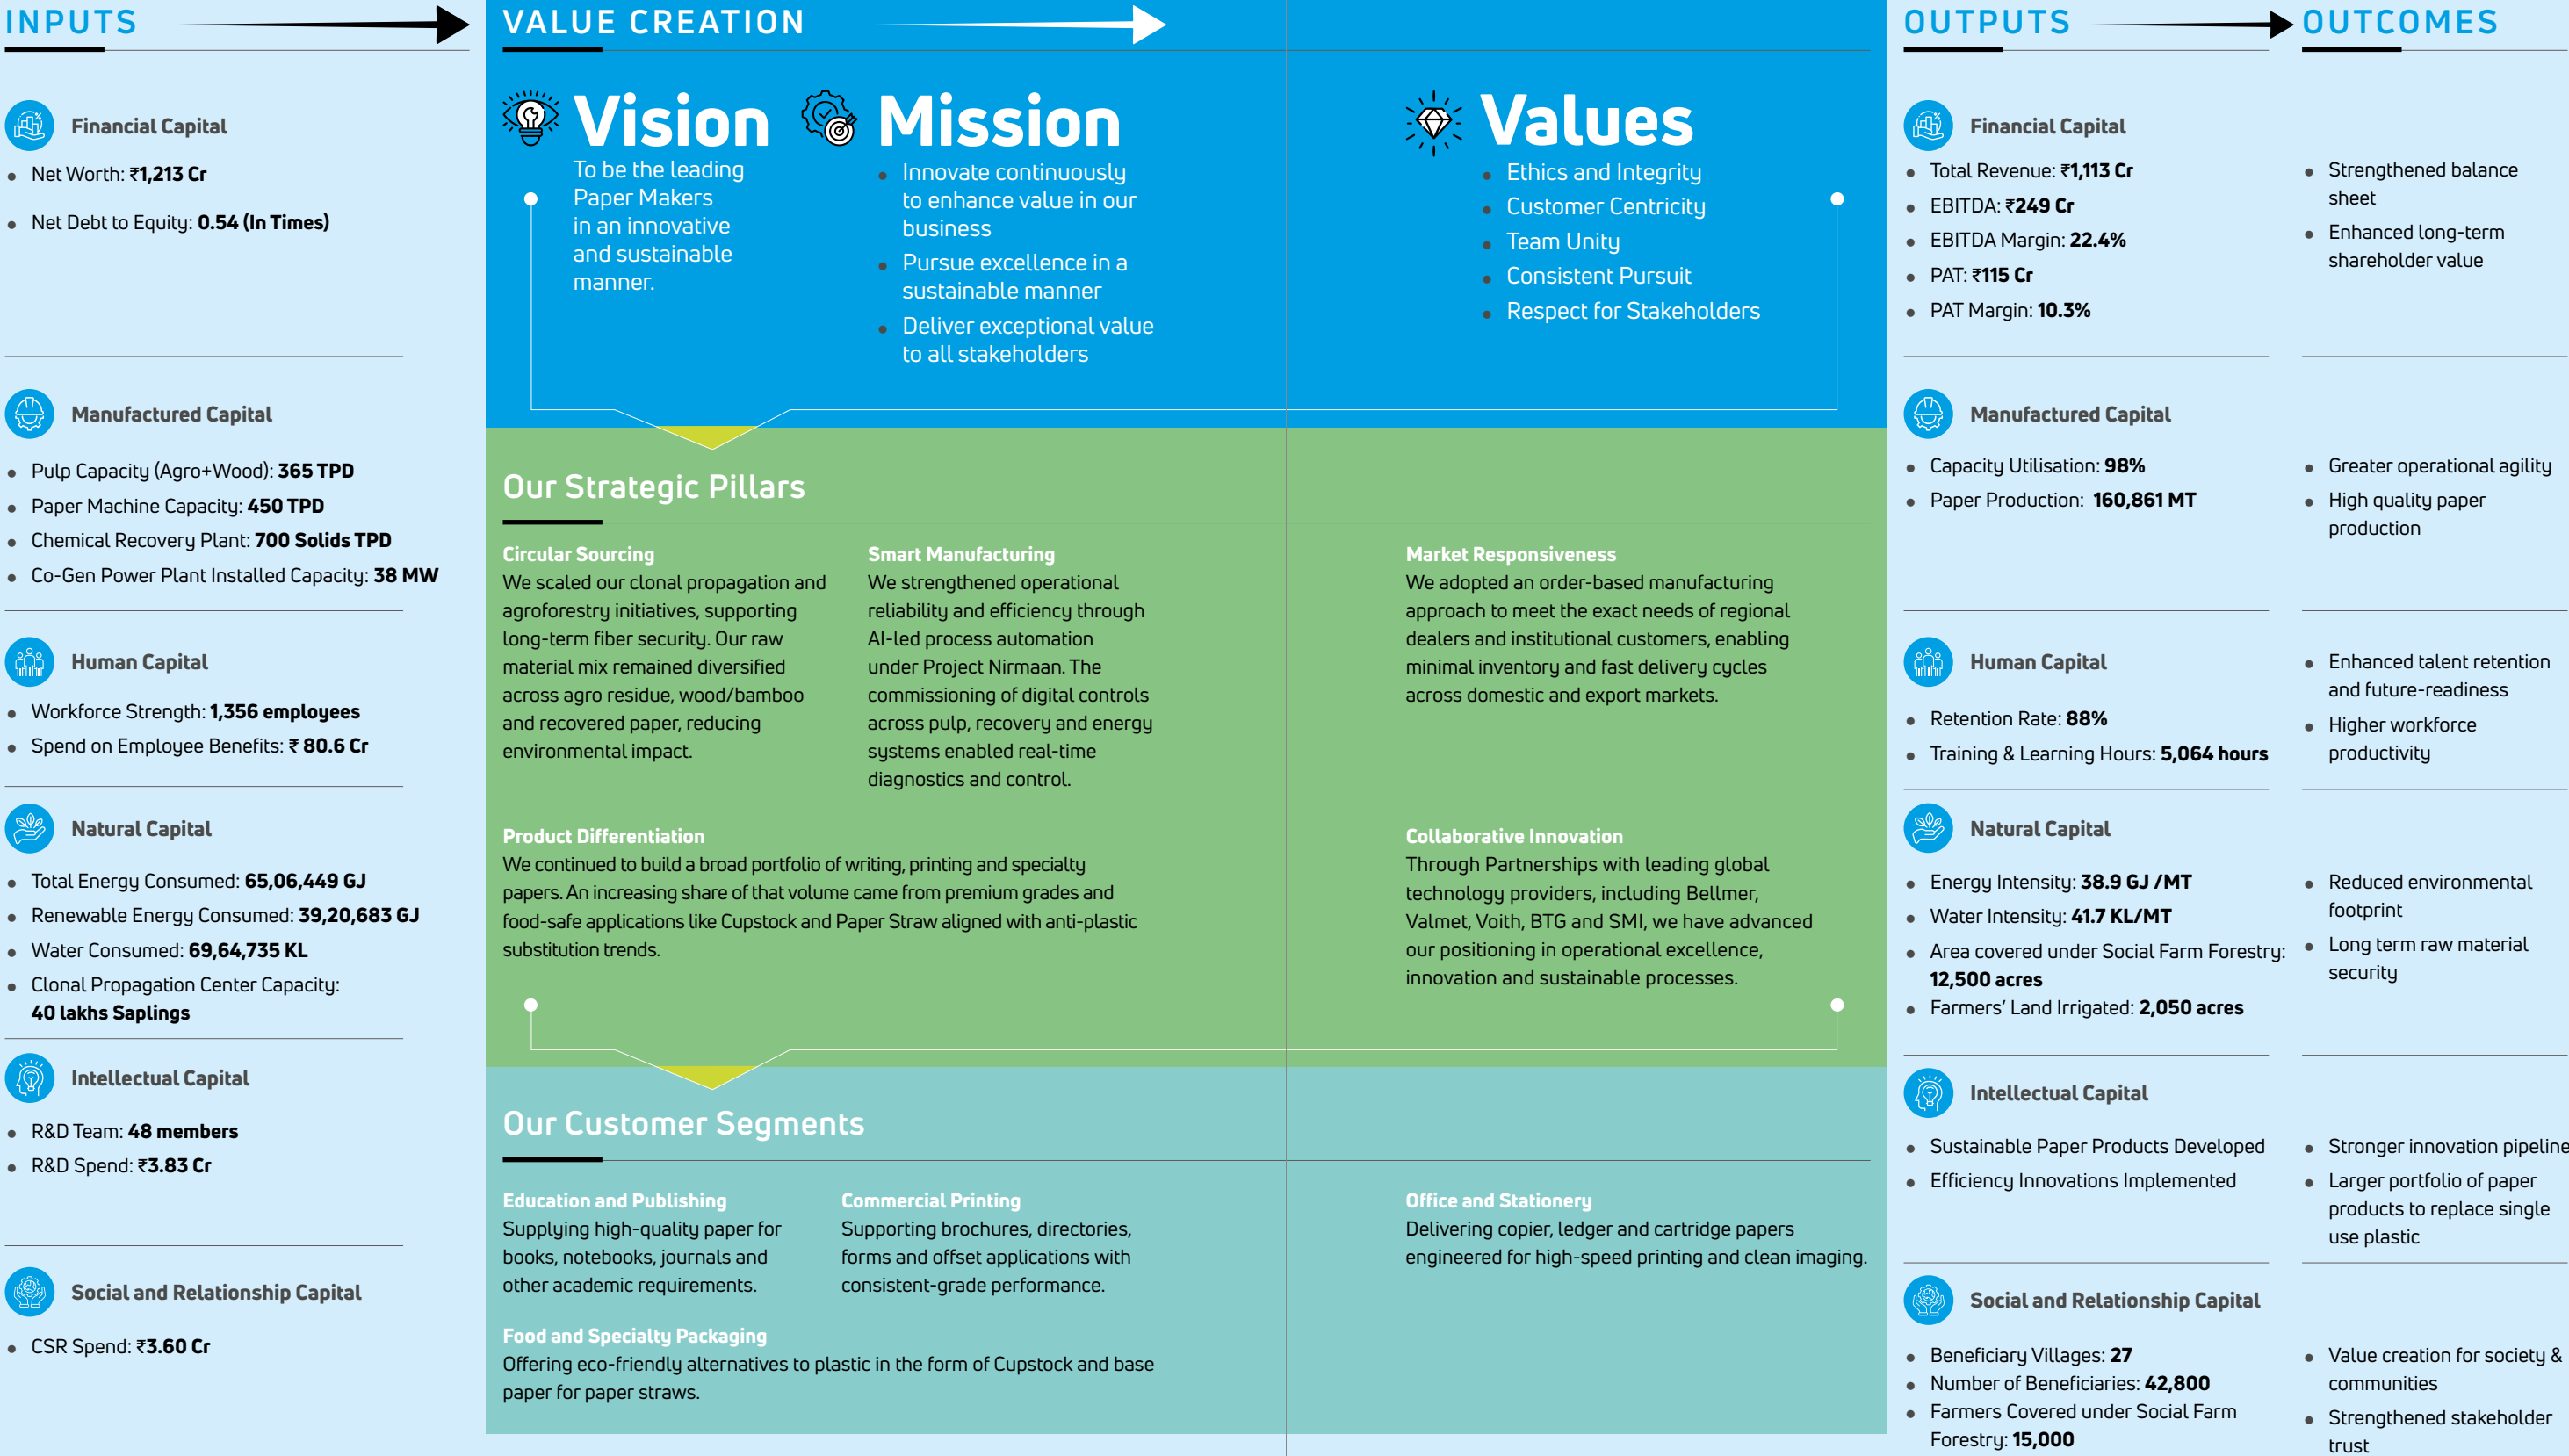 INPUTS
Financial Capital
Net Worth: ₹1,213 Cr
Net Debt to Equity: 0.54 (In Times)
Manufactured Capital
Pulp Capacity (Agro+Wood): 365 TPD
Paper Machine Capacity: 450 TPD
Chemical Recovery Plant: 700 Solids TPD
Co-Gen Power Plant Installed Capacity: 38 MW
Human Capital
Workforce Strength: 1,356 employees
Spend on Employee Benefits: ₹ 80.6 Cr
Natural Capital
Total Energy Consumed: 65,06,449 GJ
Renewable Energy Consumed: 39,20,683 GJ
Water Consumed: 69,64,735 KL
Clonal Propagation Center Capacity:
40 lakhs Saplings
Intellectual Capital
R&D Team: 48 members
R&D Spend: ₹3.83 Cr
Social and Relationship Capital
CSR Spend: ₹3.60 Cr
VALUE CREATION
Vision
To be the leading
Paper Makers
in an innovative
and sustainable
manner.
Mission
Innovate continuously
to enhance value in our
business
Pursue excellence in a
sustainable manner
Deliver exceptional value
to all stakeholders
Values
Ethics and Integrity
Customer Centricity
Team Unity
Consistent Pursuit
Respect for Stakeholders
Our Strategic Pillars
Circular Sourcing
We scaled our clonal propagation and
agroforestry initiatives, supporting
long-term fiber security. Our raw
material mix remained diversified
across agro residue, wood/bamboo
and recovered paper, reducing
environmental impact.
Smart Manufacturing
We strengthened operational
reliability and efficiency through
AI-led process automation
under Project Nirmaan. The
commissioning of digital controls
across pulp, recovery and energy
systems enabled real-time
diagnostics and control.
Market Responsiveness
We adopted an order-based manufacturing
approach to meet the exact needs of regional
dealers and institutional customers, enabling
minimal inventory and fast delivery cycles
across domestic and export markets.
Product Differentiation
We continued to build a broad portfolio of writing, printing and specialty
papers. An increasing share of that volume came from premium grades and
food-safe applications like Cupstock and Paper Straw aligned with anti-plastic
substitution trends.
Collaborative Innovation
Through Partnerships with leading global
technology providers, including Bellmer,
Valmet, Voith, BTG and SMI, we have advanced
our positioning in operational excellence,
innovation and sustainable processes.
Our Customer Segments
Education and Publishing
Supplying high-quality paper for
books, notebooks, journals and
other academic requirements.
Commercial Printing
Supporting brochures, directories,
forms and offset applications with
consistent-grade performance.
Office and Stationery
Delivering copier, ledger and cartridge papers
engineered for high-speed printing and clean imaging.
Food and Specialty Packaging
Offering eco-friendly alternatives to plastic in the form of Cupstock and base
paper for paper straws.
OUTPUTS
OUTCOMES
Financial Capital
Total Revenue: ₹1,113 Cr
EBITDA: ₹249 Cr
EBITDA Margin: 22.4%
PAT: ₹115 Cr
PAT Margin: 10.3%
Strengthened balance
sheet
Enhanced long-term
shareholder value
Manufactured Capital
Capacity Utilisation: 98%
Paper Production: 160,861 MT
Greater operational agility
High quality paper
production
Human Capital
Retention Rate: 88%
Training & Learning Hours: 5,064 hours
Enhanced talent retention
and future-readiness
Higher workforce
productivity
Natural Capital
Energy Intensity: 38.9 GJ /MT
Water Intensity: 41.7 KL/MT
Area covered under Social Farm Forestry:
12,500 acres
Farmers' Land Irrigated: 2,050 acres
Reduced environmental
footprint
Long term raw material
security
Intellectual Capital
Sustainable Paper Products Developed
Efficiency Innovations Implemented
Stronger innovation pipeline
Larger portfolio of paper
products to replace single
use plastic
Social and Relationship Capital
Beneficiary Villages: 27
Number of Beneficiaries: 42,800
Farmers Covered under Social Farm
Forestry: 15,000
Value creation for society &
communities
Strengthened stakeholder
trust